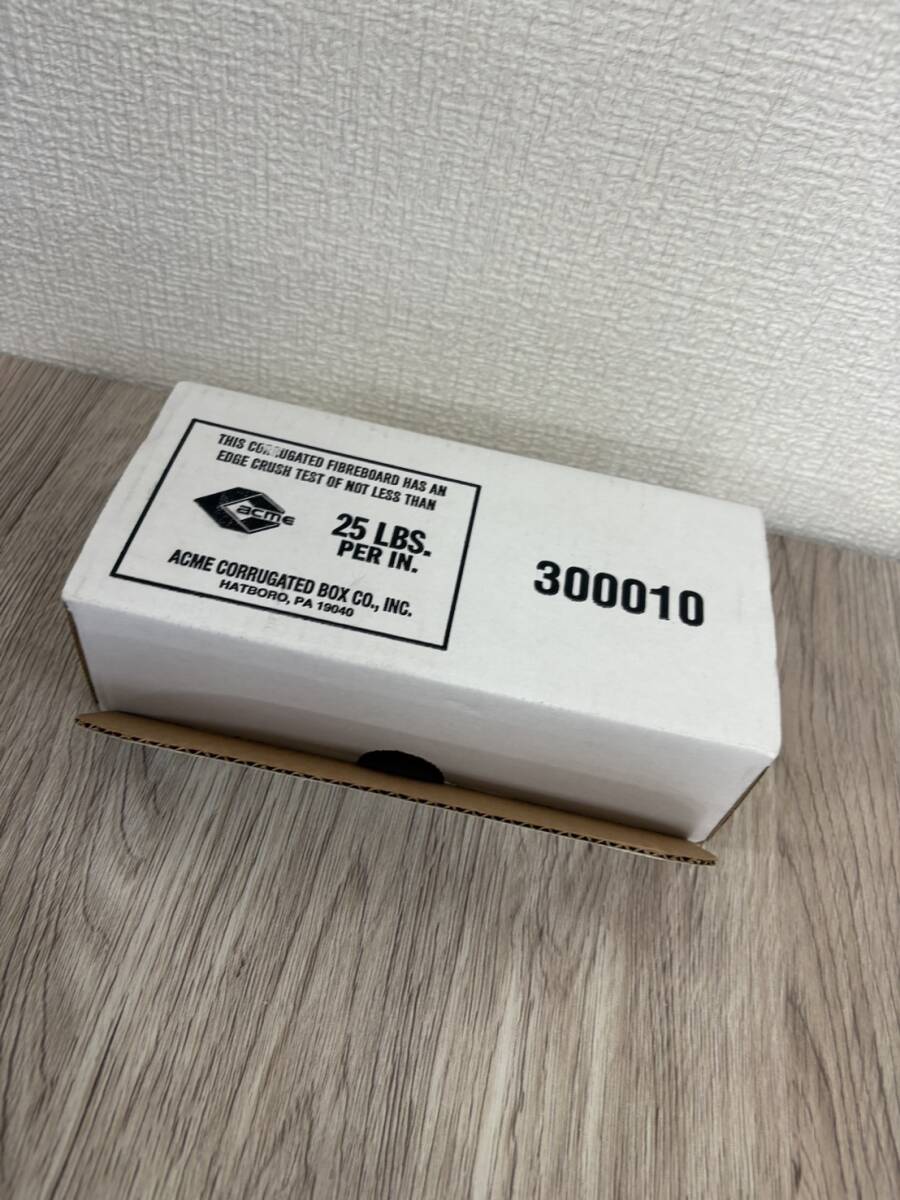 THIS CORRUGATED FIBREBOARD HAS AN
EDGE CRUSH TEST OF NOT LESS THAN
acme
25 LBS.
PER IN.
ACME CORRUGATED BOX CO., INC.
HATBORO, PA 19040
300010